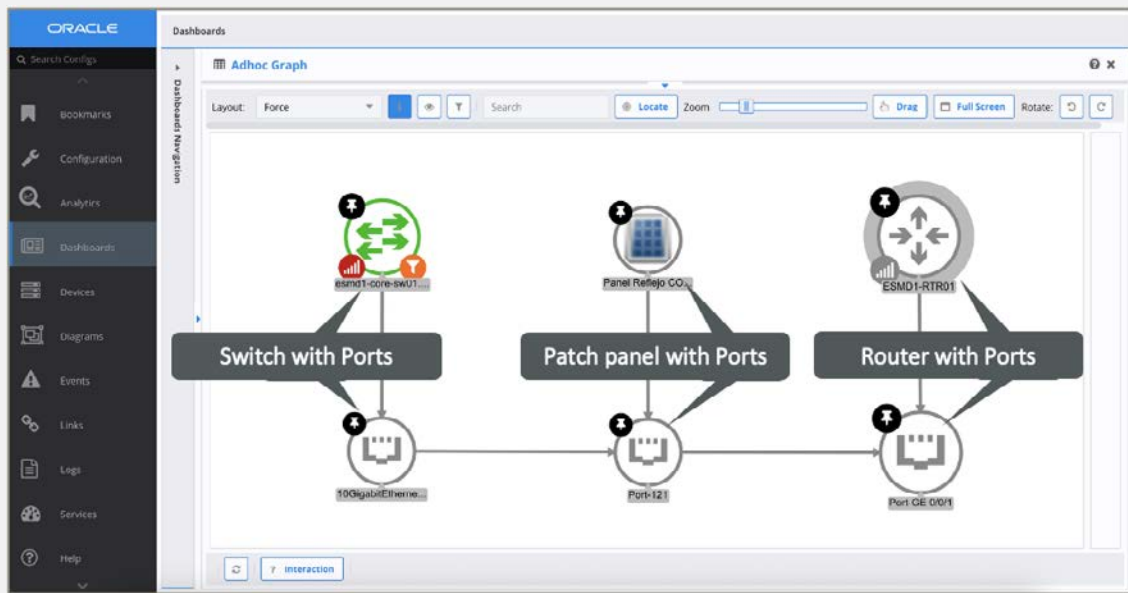 ORACLE
Search Configs
Bookmarks
Configuration
Analytics
Dashboards
Devices
Diagrams
Events
Links
Logs
Services
Help
Dashboards
Dashboards Navigation
Adhoc Graph
Layout: Force Search Locate Zoom Drag Full Screen Rotate:
esmd1-core-sw01.... Panel Reflejo CO... ESMD1-RTR01
Switch with Ports Patch panel with Ports Router with Ports
10GigabitEtherne... Port-121 Port GE 0/0/1
? Interaction